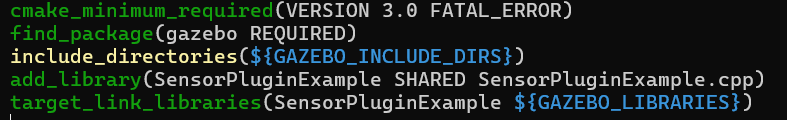 cmake_minimum_required(VERSION 3.0 FATAL_ERROR)
find_package(gazebo REQUIRED)
include_directories(${GAZEBO_INCLUDE_DIRS})
add_library(SensorPluginExample SHARED SensorPluginExample.cpp)
target_link_libraries(SensorPluginExample ${GAZEBO_LIBRARIES})